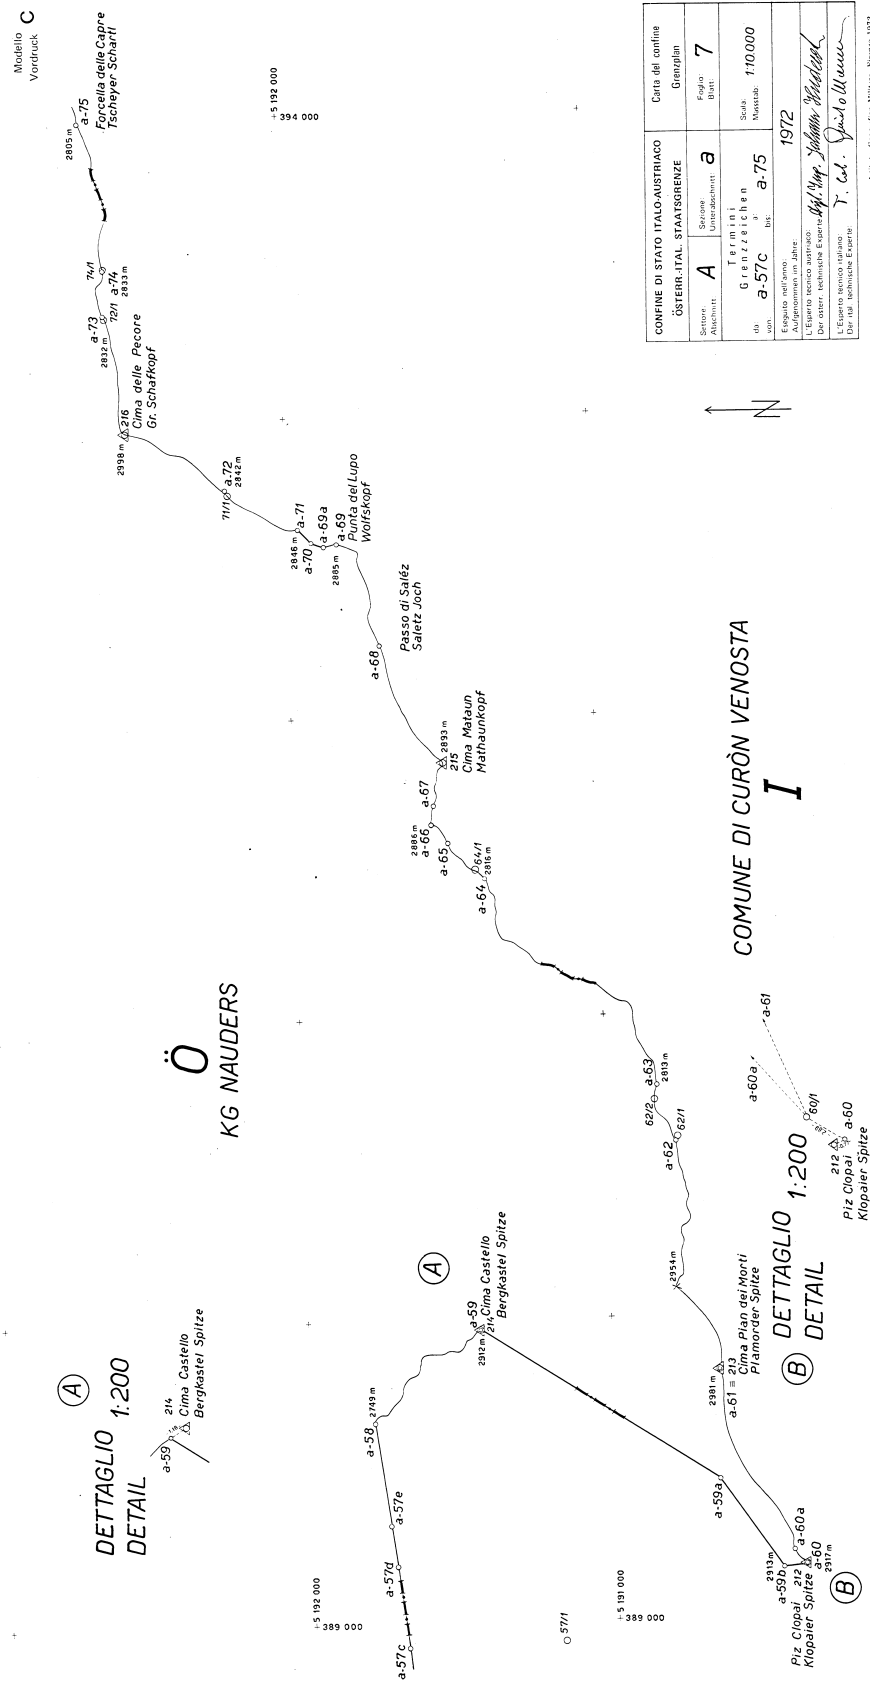 Modello
Vordruck C
a-75
2805 m
Forcella delle Capre
Tscheyer Schartl
+ 5 192 000
394 000
74/1
a-74
2833 m
a-73
72/1
2832 m
216
2998 m
Cima delle Pecore
Gr. Schafkopf
a-72
2842 m
71/1
a-71
2846 m
a-70
a-69a
a-69
2885 m
Punta del Lupo
Wolfskopf
a-68
Passo di Saléz
Saletz Joch
2893 m
215
Cima Mataun
Mathaunkopf
a-67
a-66
2886 m
a-65
64/1
a-64
2816 m
Ö
KG NAUDERS
COMUNE DI CURÒN VENOSTA
I
a-63
2813 m
62/2
62/1
a-62
2954 m
2981 m
a-61 ≡ 213
Cima Pian dei Morti
Plamorder Spitze
A
a-59
214
2912 m
Cima Castello
Bergkastel Spitze
a-58
2749 m
a-57e
a-57d
a-57c
a-59a
a-59b
2913 m
a-60a
212
a-60
2917 m
Piz Clopai
Klopaier Spitze
B
57/1
+ 5 192 000
389 000
+ 5 191 000
389 000
A
DETTAGLIO
DETAIL
1:200
a-59
214
Cima Castello
Bergkastel Spitze
B
DETTAGLIO
DETAIL
1:200
a-60a
a-61
60/1
212
a-60
Piz Clopai
Klopaier Spitze
N
CONFINE DI STATO ITALO-AUSTRIACO
ÖSTERR.-ITAL. STAATSGRENZE
Carta del confine
Grenzplan
Settore:
Abschnitt: A
Sezione:
Unterabschnitt: a
Foglio:
Blatt: 7
Termini
Grenzzeichen
da
von: a-57c
a:
bis: a-75
Scala:
Massstab: 1:10.000
Eseguito nell'anno:
Aufgenommen im Jahre: 1972
L'Esperto tecnico austriaco:
Der österr. technische Experte:
L'Esperto tecnico italiano:
Der ital. technische Experte: T. Col.